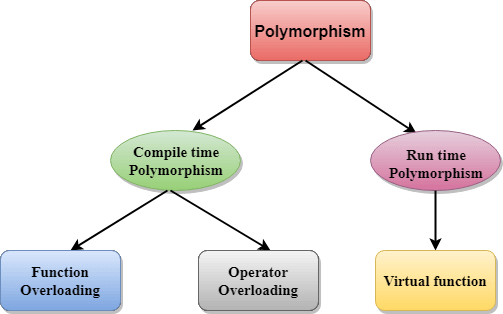 Polymorphism
Compile time
Polymorphism
Run time
Polymorphism
Function
Overloading
Operator
Overloading
Virtual function